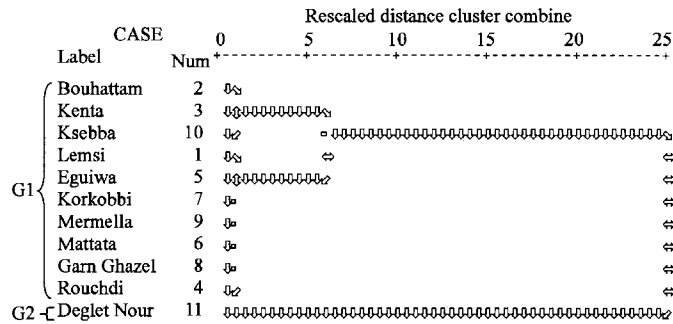 Rescaled distance cluster combine
CASE
0 5 10 15 20 25
Label Num
Bouhattam 2
Kenta 3
Ksebba 10
Lemsi 1
Eguiwa 5
G1 Korkobbi 7
Mermella 9
Mattata 6
Garn Ghazel 8
Rouchdi 4
G2 Deglet Nour 11